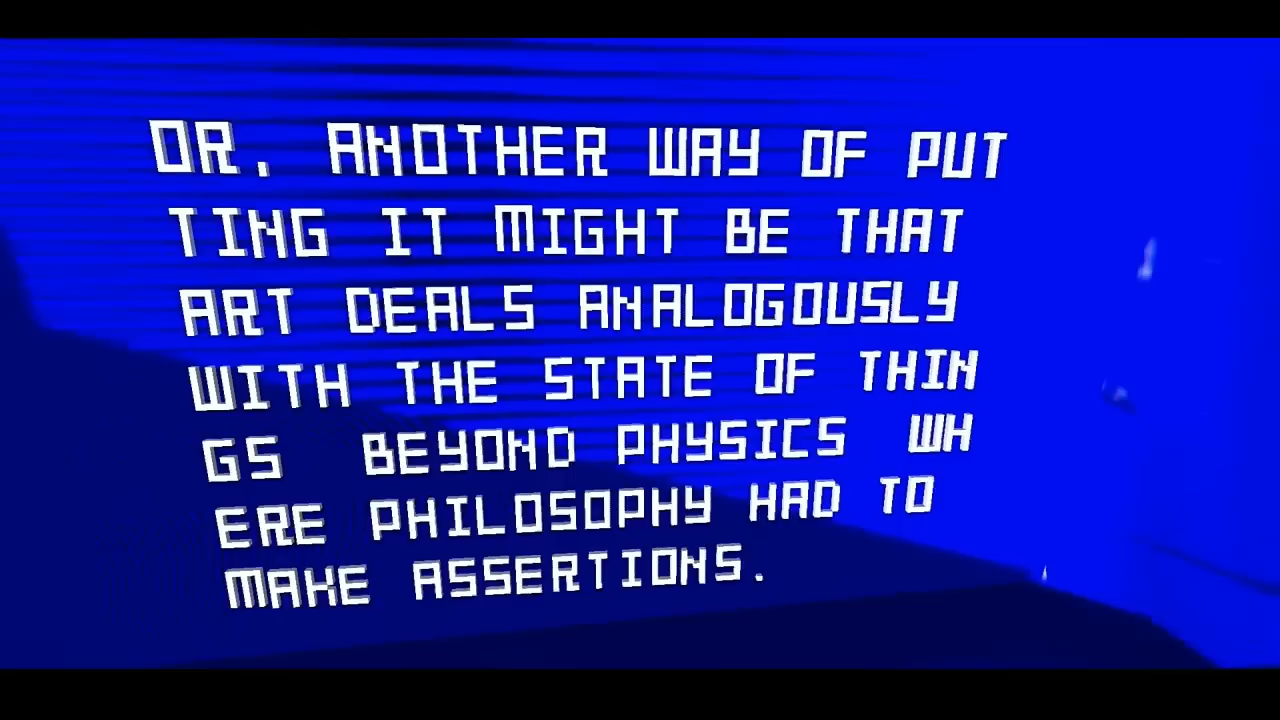 OR, ANOTHER WAY OF PUT
TING IT MIGHT BE THAT
ART DEALS ANALOGOUSLY
WITH THE STATE OF THIN
GS BEYOND PHYSICS WH
ERE PHILOSOPHY HAD TO
MAKE ASSERTIONS.